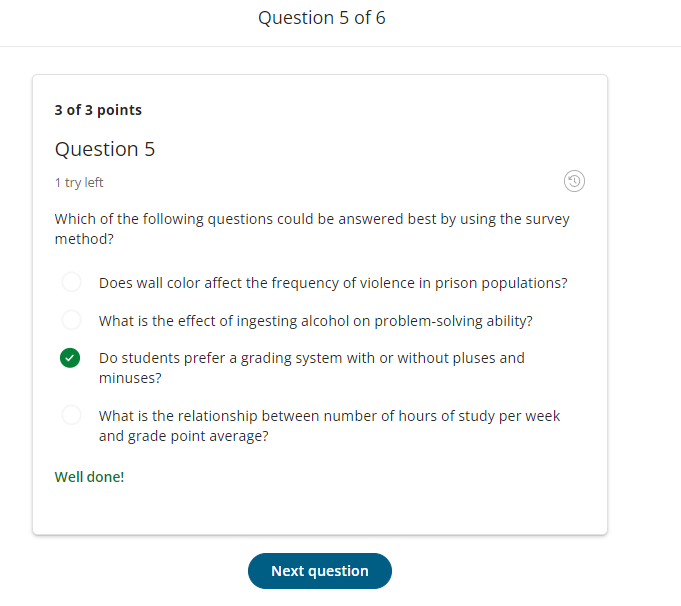 Question 5 of 6
3 of 3 points
Question 5
1 try left
Which of the following questions could be answered best by using the survey
method?
Does wall color affect the frequency of violence in prison populations?
What is the effect of ingesting alcohol on problem-solving ability?
Do students prefer a grading system with or without pluses and
minuses?
What is the relationship between number of hours of study per week
and grade point average?
Well done!
Next question